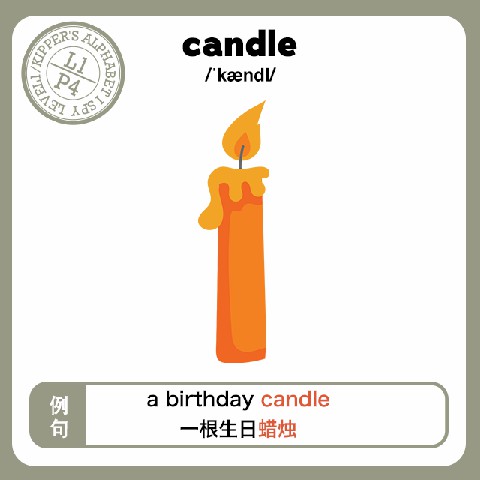 candle
/ˈkændl/
KIPPER'S ALPHABET I SPY
LEVEL1/
L1
P4
例句
a birthday candle
一根生日蜡烛